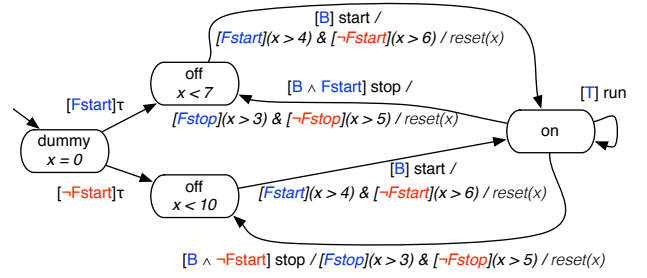 [B] start /
[Fstart](x > 4) & [¬Fstart](x > 6) / reset(x)
off
x < 7
[B ∧ Fstart] stop /
[T] run
[Fstart]τ
[Fstop](x > 3) & [¬Fstop](x > 5) / reset(x)
dummy
x = 0
on
[¬Fstart]τ
off
x < 10
[B] start /
[Fstart](x > 4) & [¬Fstart](x > 6) / reset(x)
[B ∧ ¬Fstart] stop / [Fstop](x > 3) & [¬Fstop](x > 5) / reset(x)